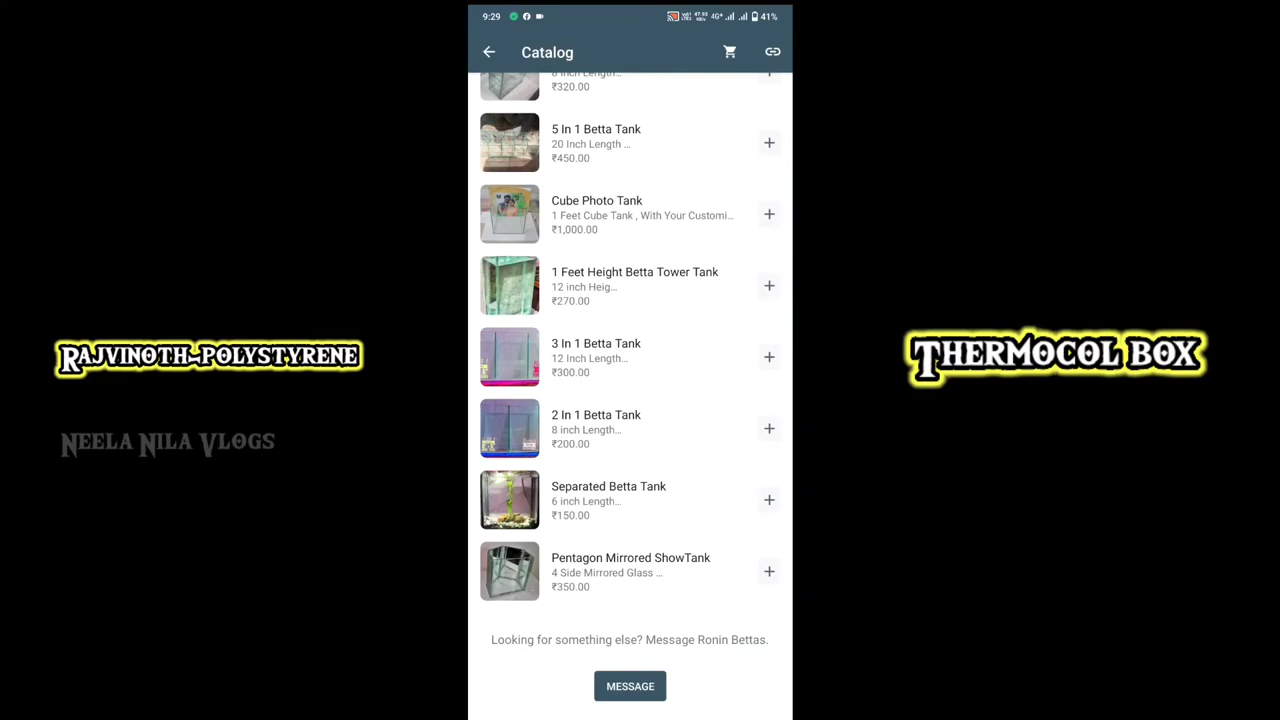 9:29
4G+
41%
Catalog
8 Inch Length…
₹320.00
5 In 1 Betta Tank
20 Inch Length …
₹450.00
Cube Photo Tank
1 Feet Cube Tank , With Your Customi…
₹1,000.00
1 Feet Height Betta Tower Tank
12 inch Heig…
₹270.00
3 In 1 Betta Tank
12 Inch Length…
₹300.00
2 In 1 Betta Tank
8 inch Length…
₹200.00
Separated Betta Tank
6 inch Length…
₹150.00
Pentagon Mirrored ShowTank
4 Side Mirrored Glass …
₹350.00
Looking for something else? Message Ronin Bettas.
MESSAGE
Rajvinoth-polystyrene
Neela Nila Vlogs
Thermocol box